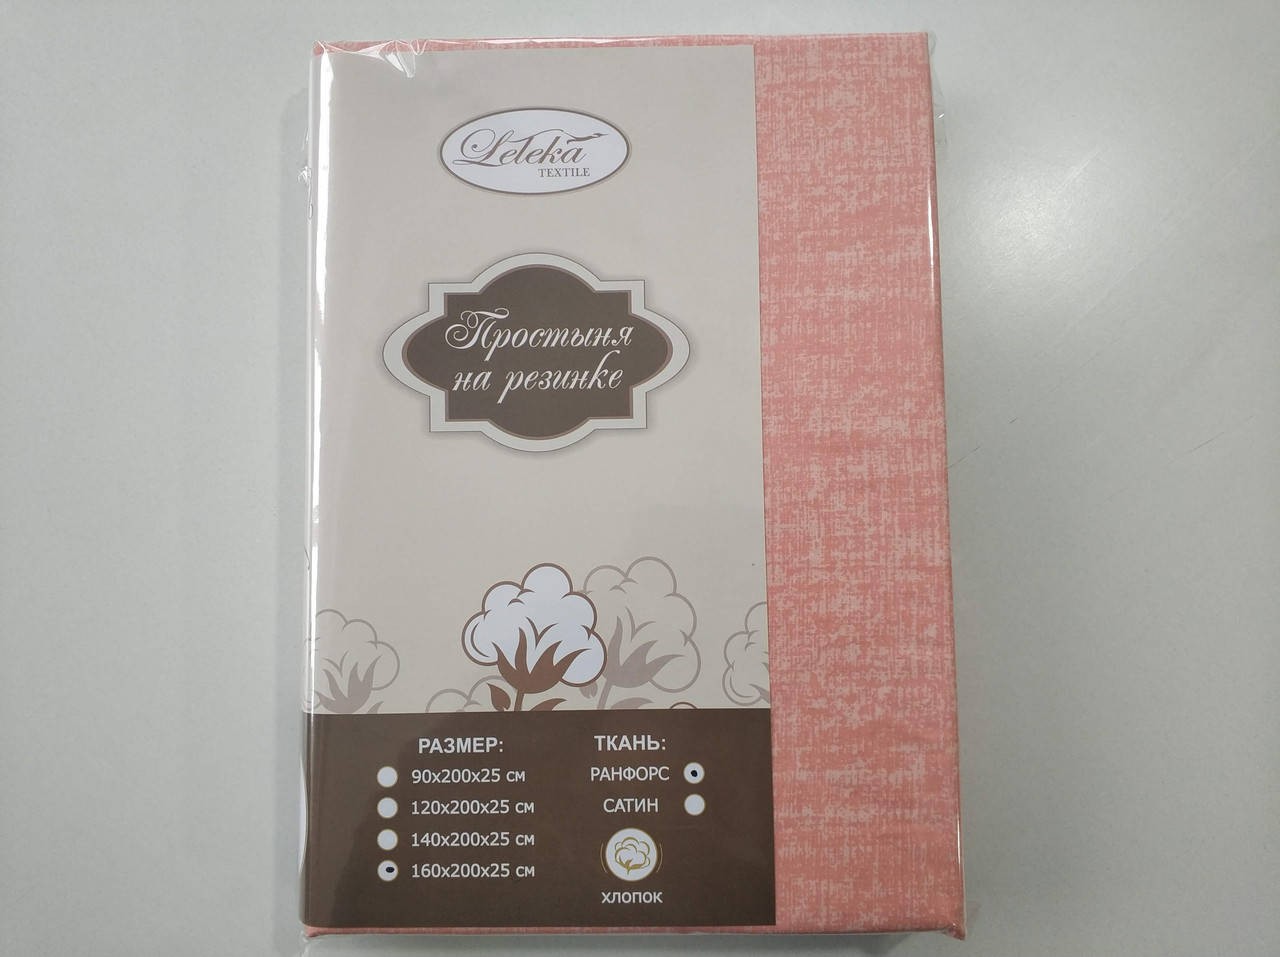 Leleka
TEXTILE
Простыня
на резинке
РАЗМЕР:
90x200x25 см
120x200x25 см
140x200x25 см
160x200x25 см
ТКАНЬ:
РАНФОРС
САТИН
ХЛОПОК